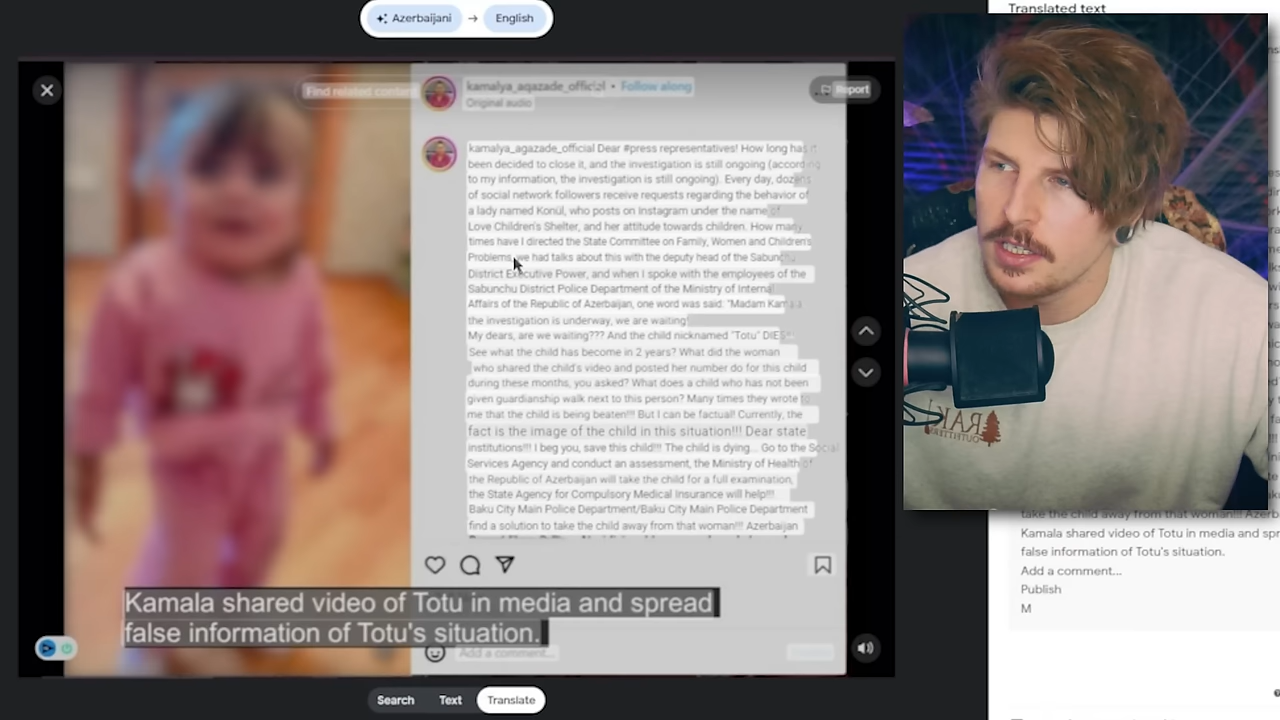 Translated text
Azerbaijani → English
Find related content
kamalya_agazade_official • Follow along
Original audio
Report
kamalya_agazade_official Dear #press representatives! How long has it
been decided to close it, and the investigation is still ongoing (according
to my information, the investigation is still ongoing). Every day, dozens
of social network followers receive requests regarding the behavior of
a lady named Konül, who posts on Instagram under the name of
Love Children's Shelter, and her attitude towards children. How many
times have I directed the State Committee on Family, Women and Children's
Problems, we had talks about this with the deputy head of the Sabunchu
District Executive Power, and when I spoke with the employees of the
Sabunchu District Police Department of the Ministry of Internal
Affairs of the Republic of Azerbaijan, one word was said: "Madam Kamala
the investigation is underway, we are waiting"
My dears, are we waiting??? And the child nicknamed "Totu" DIES...
See what the child has become in 2 years? What did the woman
who shared the child's video and posted her number do for this child
during these months, you asked? What does a child who has not been
given guardianship walk next to this person? Many times they wrote to
me that the child is being beaten!!! But I can be factual! Currently, the
fact is the image of the child in this situation!!! Dear state
institutions!!! I beg you, save this child!!! The child is dying... Go to the Social
Services Agency and conduct an assessment, the Ministry of Health of
the Republic of Azerbaijan will take the child for a full examination,
the State Agency for Compulsory Medical Insurance will help!!!
Baku City Main Police Department/Baku City Main Police Department
find a solution to take the child away from that woman!!! Azerbaijan
Kamala shared video of Totu in media and spread
false information of Totu's situation.
Add a comment...
Search Text Translate
RAK
OUTFITTERS
take the child away from that woman!!! Azerb
Kamala shared video of Totu in media and spr
false information of Totu's situation.
Add a comment...
Publish
M